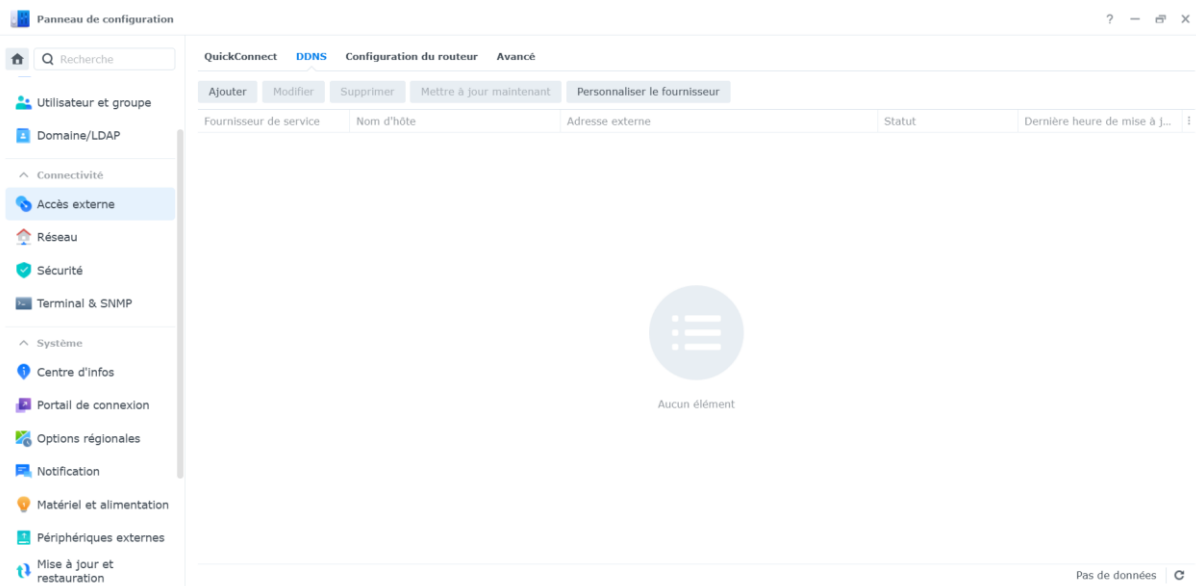 Panneau de configuration
?
Recherche
QuickConnect DDNS Configuration du routeur Avancé
Utilisateur et groupe
Domaine/LDAP
Connectivité
Accès externe
Réseau
Sécurité
Terminal & SNMP
Système
Centre d'infos
Portail de connexion
Options régionales
Notification
Matériel et alimentation
Périphériques externes
Mise à jour et
restauration
Ajouter Modifier Supprimer Mettre à jour maintenant Personnaliser le fournisseur
Fournisseur de service Nom d'hôte Adresse externe Statut Dernière heure de mise à j...
Aucun élément
Pas de données